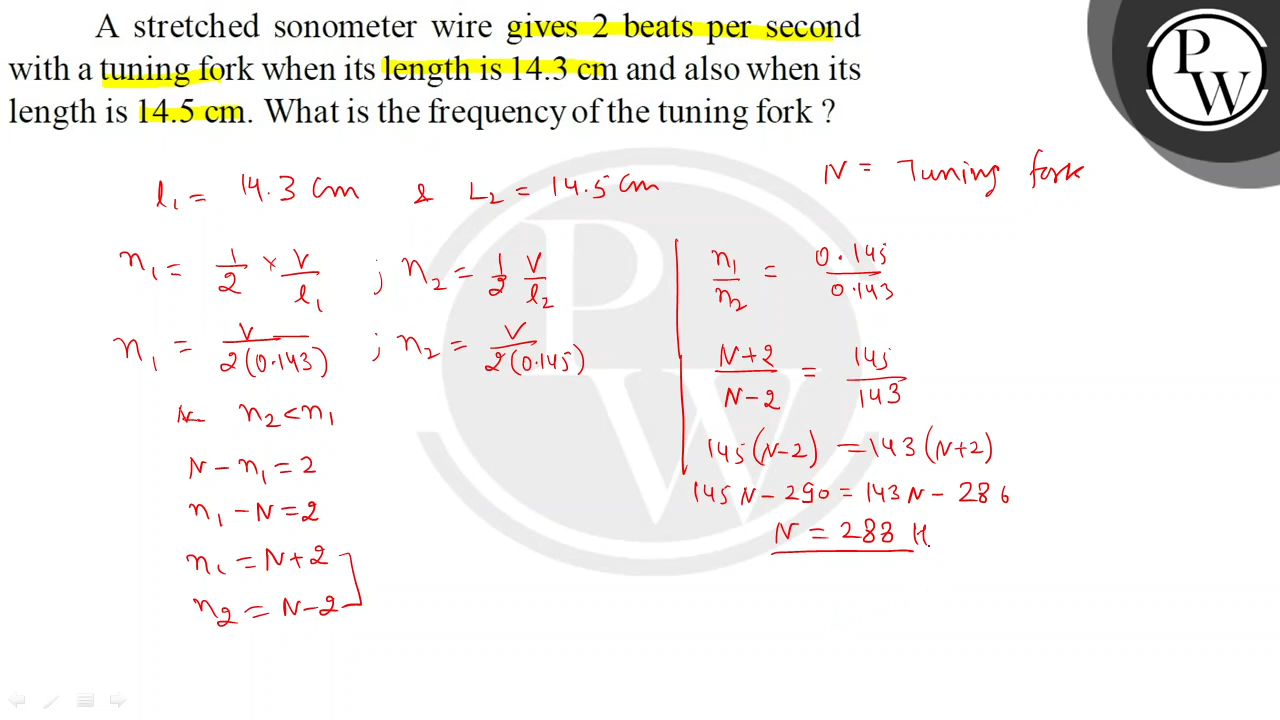 A stretched sonometer wire gives 2 beats per second
with a tuning fork when its length is 14.3 cm and also when its
length is 14.5 cm. What is the frequency of the tuning fork ?
P
W
N = Tuning fork
l₁ = 14.3 cm & L₂ = 14.5 cm
n₁ = 1/2 × V/l₁ ; n₂ = 1/2 V/l₂
n₁ = V/2(0.143) ; n₂ = V/2(0.145)
n₂ < n₁
N - n₁ = 2
n₁ - N = 2
n₁ = N + 2
n₂ = N - 2
n₁/n₂ = 0.145/0.143
N+2/N-2 = 145/143
145(N-2) = 143(N+2)
145N - 290 = 143N - 286
N = 288 H
P
W